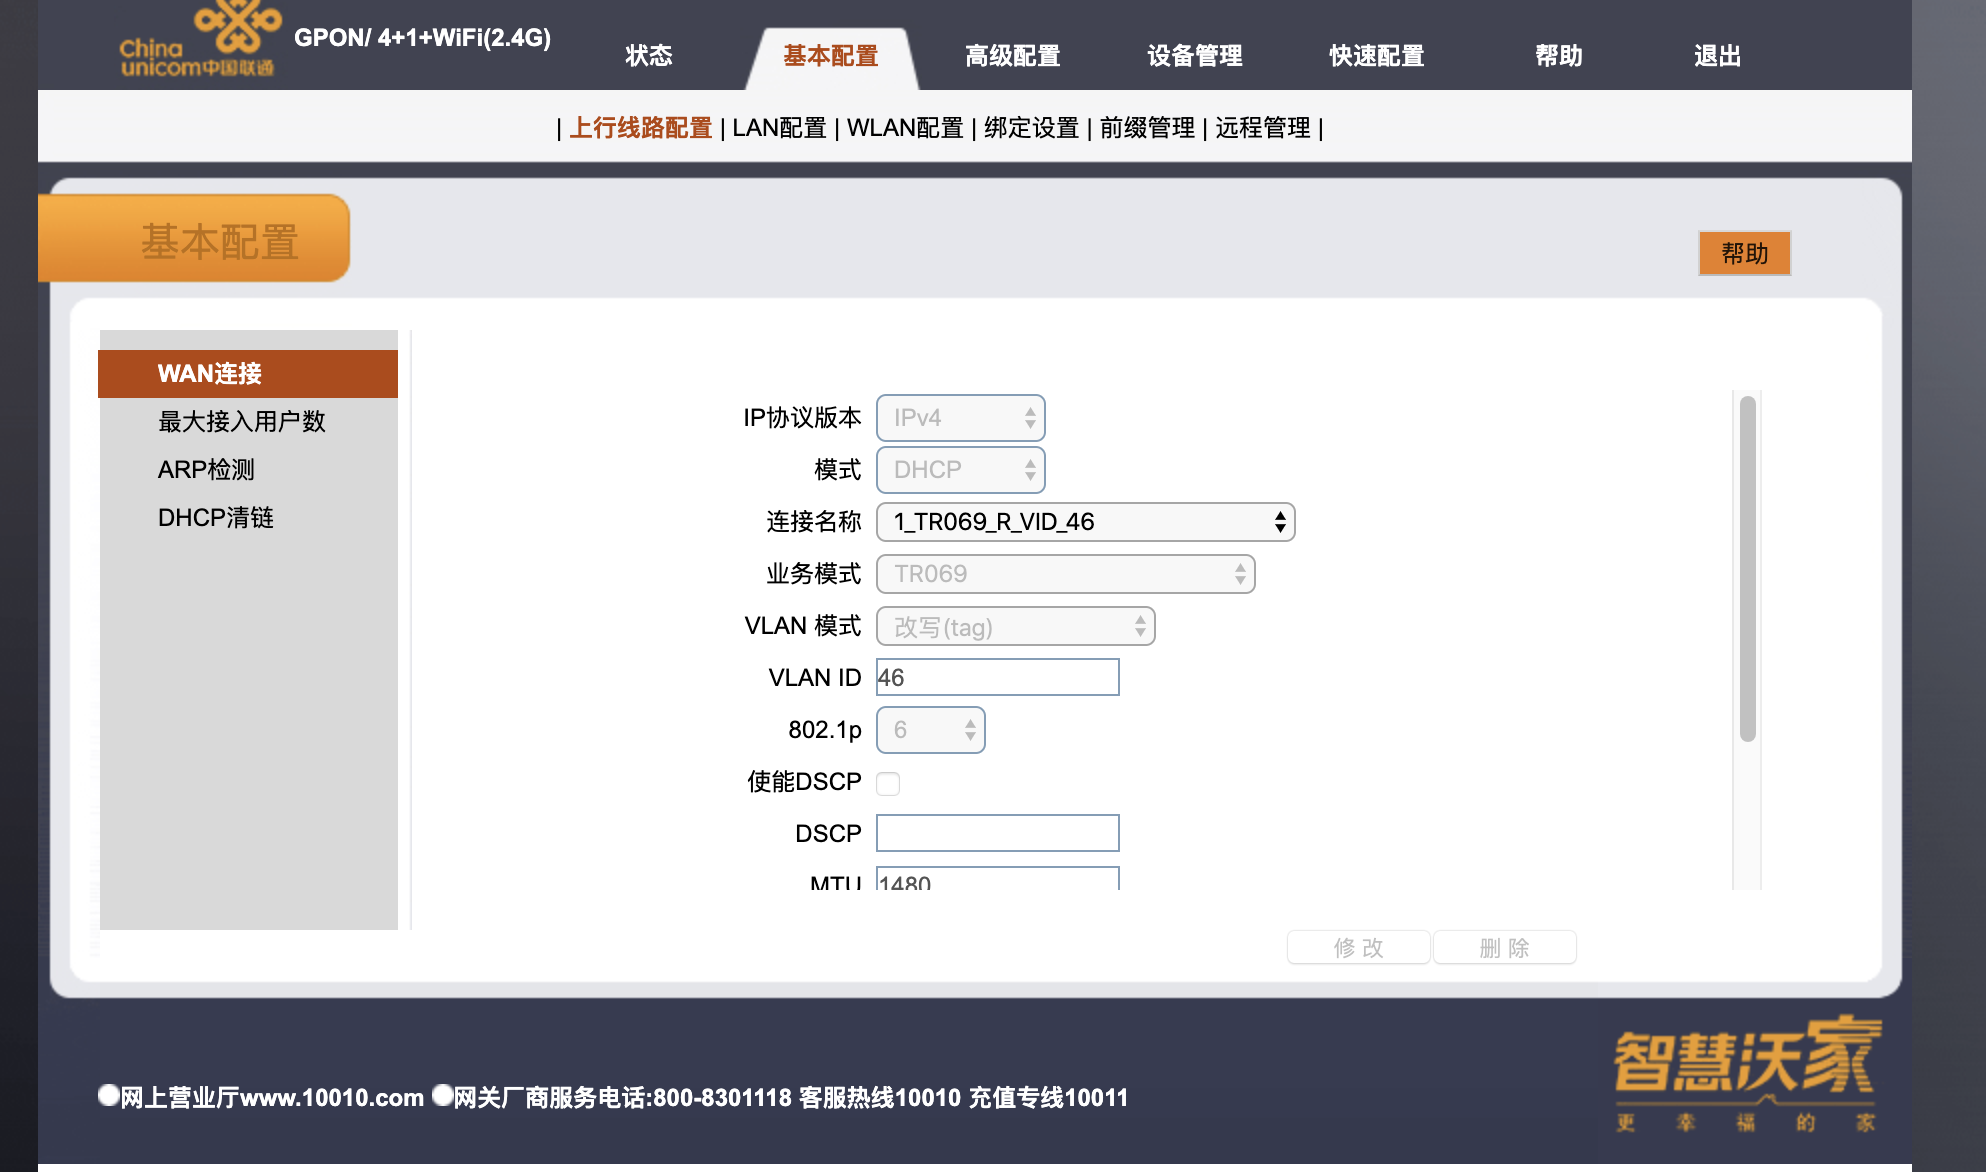 China
unicom中国联通
GPON/ 4+1+WiFi(2.4G)
状态 基本配置 高级配置 设备管理 快速配置 帮助 退出
| 上行线路配置 | LAN配置 | WLAN配置 | 绑定设置 | 前缀管理 | 远程管理 |
基本配置
帮助
WAN连接
最大接入用户数
ARP检测
DHCP清链
IP协议版本 IPv4
模式 DHCP
连接名称 1_TR069_R_VID_46
业务模式 TR069
VLAN 模式 改写(tag)
VLAN ID 46
802.1p 6
使能DSCP
DSCP
MTU 1480
修 改 删 除
网上营业厅www.10010.com 网关厂商服务电话:800-8301118 客服热线10010 充值专线10011
智慧沃家
更 幸 福 的 家